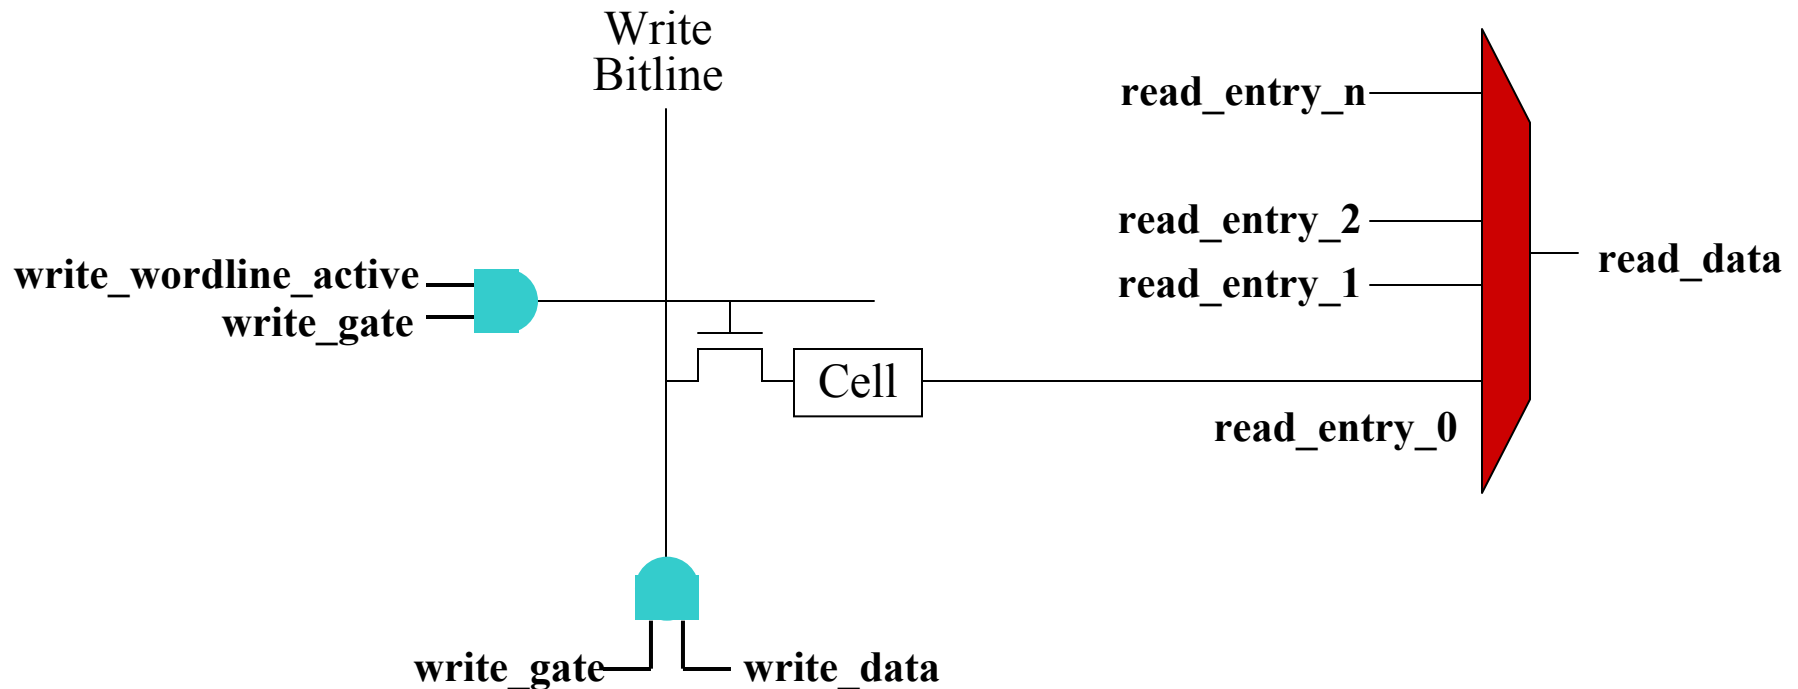 Write
Bitline
read_entry_n
read_entry_2
write_wordline_active
read_entry_1
read_data
write_gate
Cell
read_entry_0
write_gate
write_data